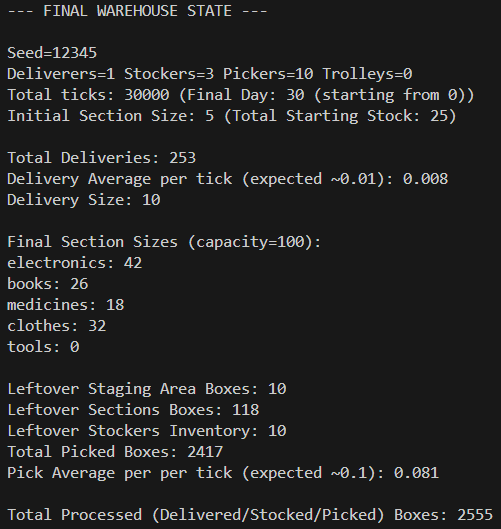 --- FINAL WAREHOUSE STATE ---
Seed=12345
Deliverers=1 Stockers=3 Pickers=10 Trolleys=0
Total ticks: 30000 (Final Day: 30 (starting from 0))
Initial Section Size: 5 (Total Starting Stock: 25)
Total Deliveries: 253
Delivery Average per tick (expected ~0.01): 0.008
Delivery Size: 10
Final Section Sizes (capacity=100):
electronics: 42
books: 26
medicines: 18
clothes: 32
tools: 0
Leftover Staging Area Boxes: 10
Leftover Sections Boxes: 118
Leftover Stockers Inventory: 10
Total Picked Boxes: 2417
Pick Average per per tick (expected ~0.1): 0.081
Total Processed (Delivered/Stocked/Picked) Boxes: 2555